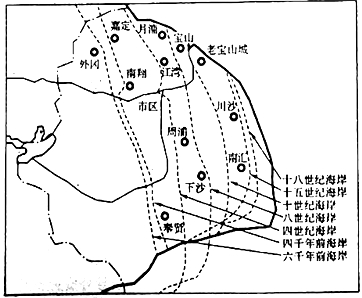 嘉定
月浦
宝山
外冈
江湾
老宝山城
南翔
市区
川沙
周浦
南汇
下沙
奉贤
十八世纪海岸
十五世纪海岸
十世纪海岸
八世纪海岸
四世纪海岸
四千年前海岸
六千年前海岸